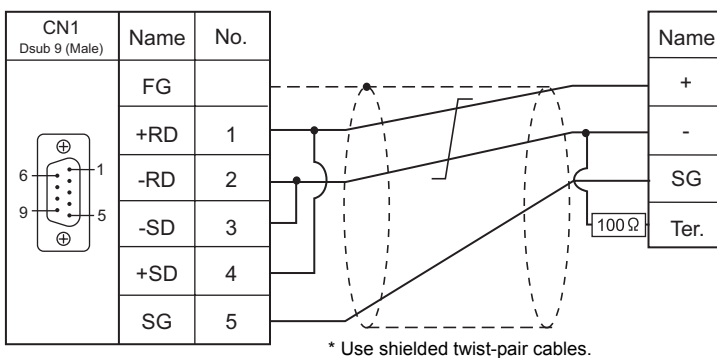 CN1
Dsub 9 (Male)
Name
No.
Name
FG
+
+RD
1
-
6
1
-RD
2
SG
9
5
-SD
3
100 Ω
Ter.
+SD
4
SG
5
* Use shielded twist-pair cables.